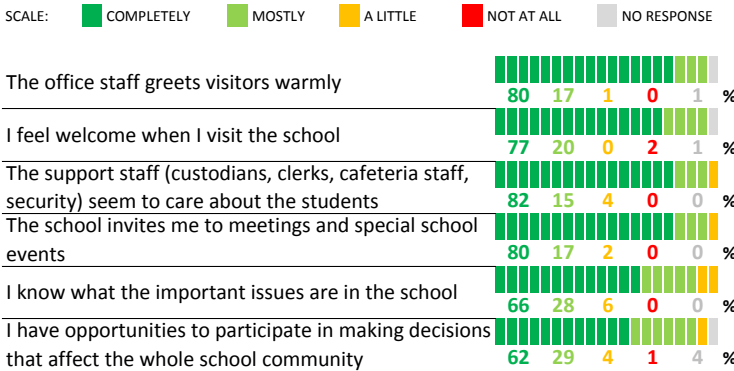 SCALE: COMPLETELY MOSTLY A LITTLE NOT AT ALL NO RESPONSE
The office staff greets visitors warmly
80 17 1 0 1 %
I feel welcome when I visit the school
77 20 0 2 1 %
The support staff (custodians, clerks, cafeteria staff,
security) seem to care about the students
82 15 4 0 0 %
The school invites me to meetings and special school
events
80 17 2 0 0 %
I know what the important issues are in the school
66 28 6 0 0 %
I have opportunities to participate in making decisions
that affect the whole school community
62 29 4 1 4 %